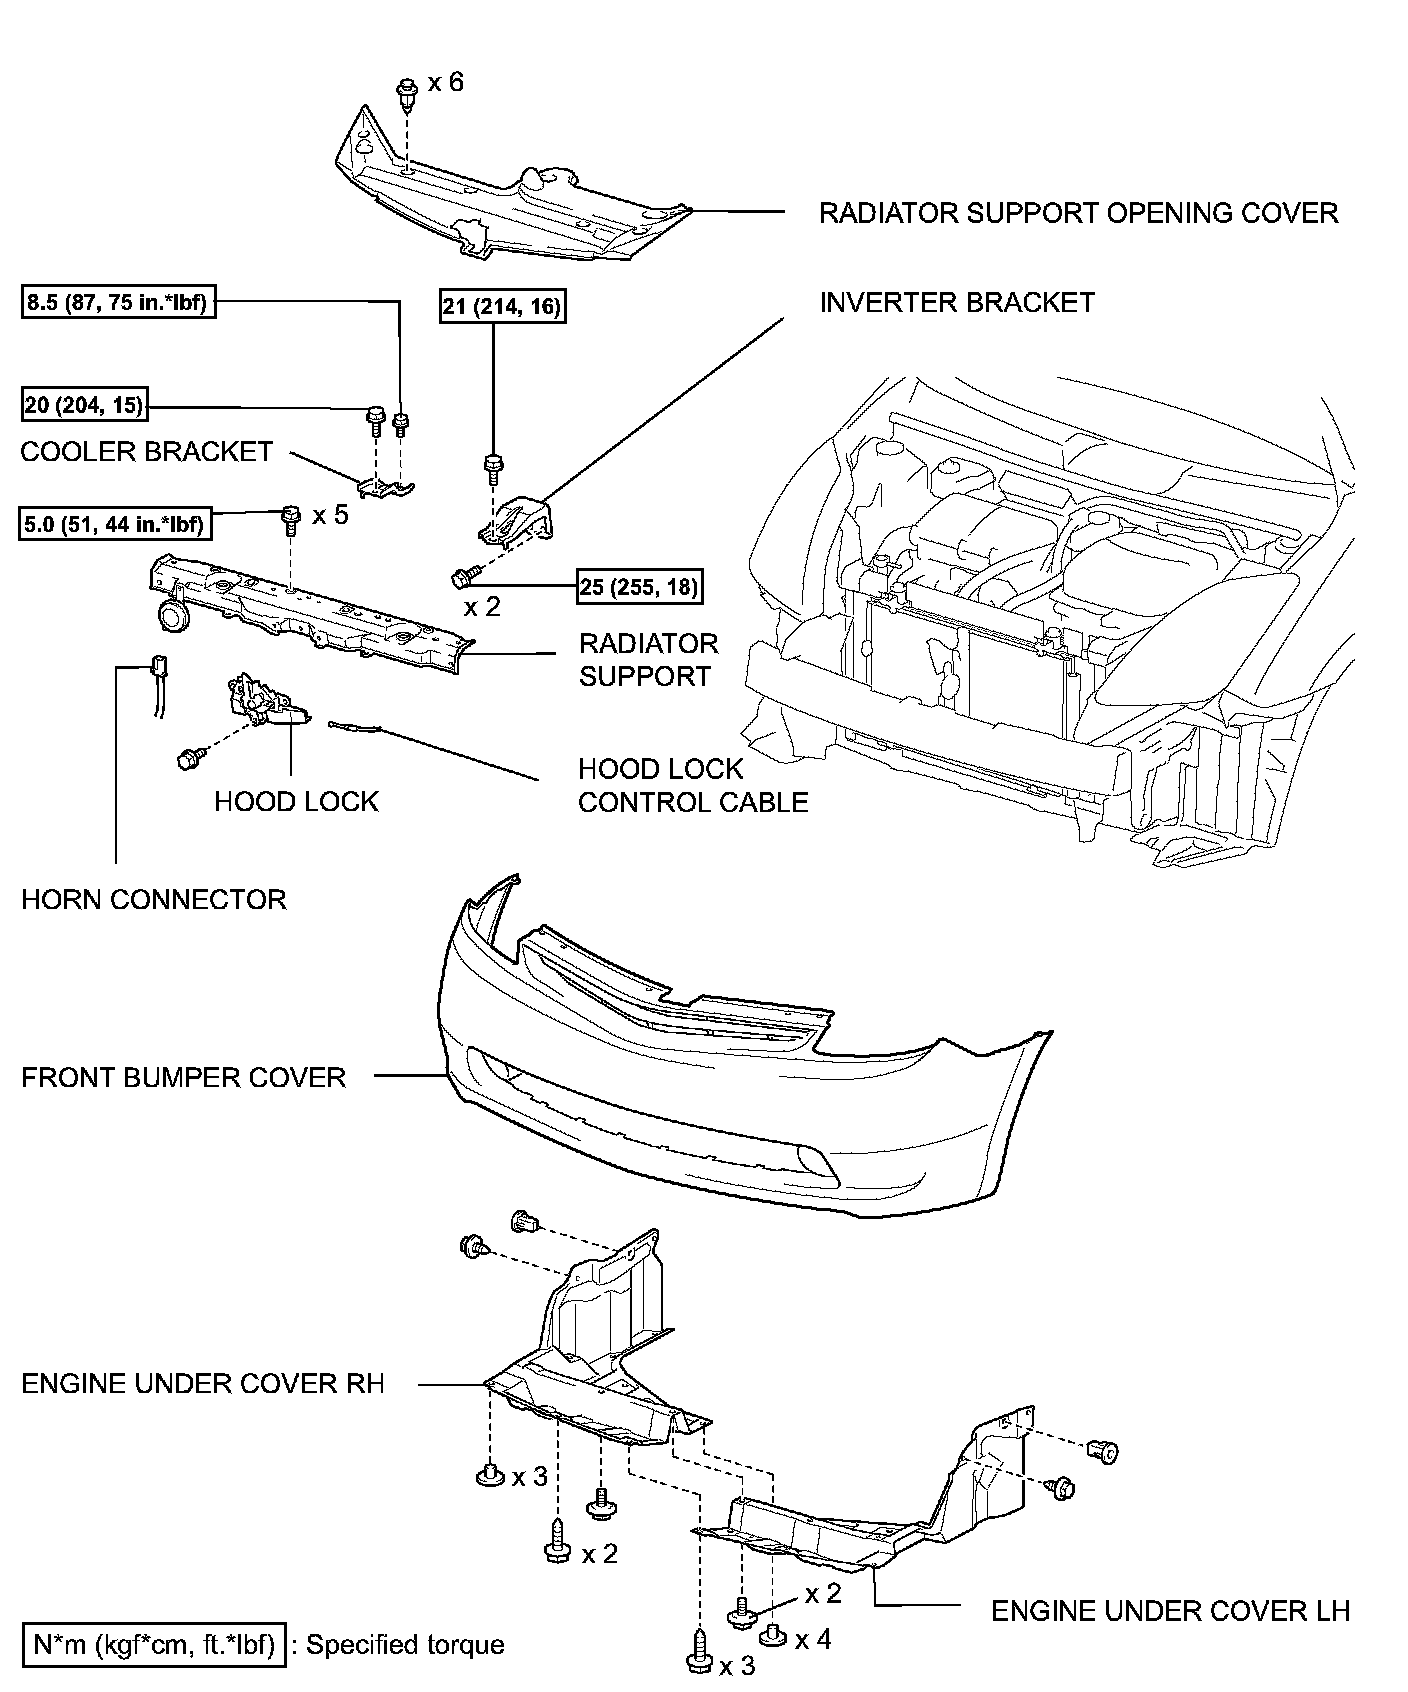 x 6
RADIATOR SUPPORT OPENING COVER
8.5 (87, 75 in.*lbf)
21 (214, 16)
INVERTER BRACKET
20 (204, 15)
COOLER BRACKET
5.0 (51, 44 in.*lbf)
x 5
25 (255, 18)
x 2
RADIATOR
SUPPORT
HOOD LOCK
CONTROL CABLE
HOOD LOCK
HORN CONNECTOR
FRONT BUMPER COVER
ENGINE UNDER COVER RH
x 3
x 2
x 2
ENGINE UNDER COVER LH
x 4
x 3
N*m (kgf*cm, ft.*lbf) : Specified torque